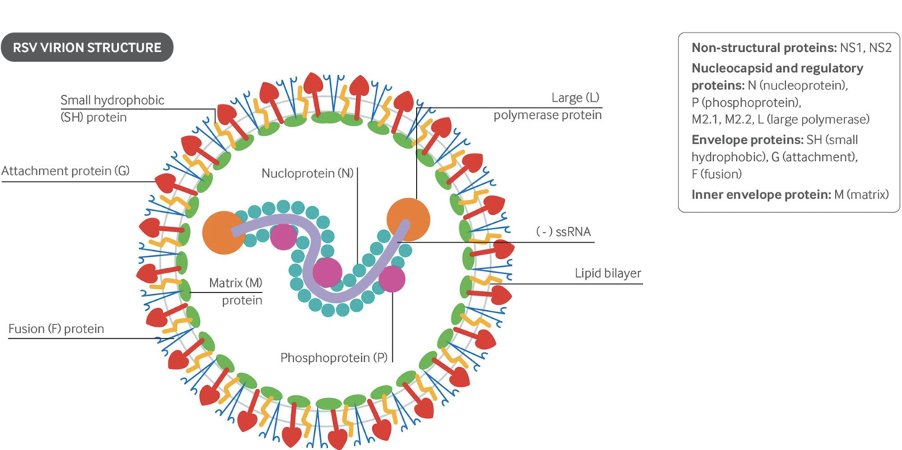 RSV VIRION STRUCTURE
Small hydrophobic
(SH) protein
Large (L)
polymerase protein
Attachment protein (G)
Nucloprotein (N)
(-) ssRNA
Lipid bilayer
Matrix (M)
protein
Fusion (F) protein
Phosphoprotein (P)
Non-structural proteins: NS1, NS2
Nucleocapsid and regulatory
proteins: N (nucleoprotein),
P (phosphoprotein),
M2.1, M2.2, L (large polymerase)
Envelope proteins: SH (small
hydrophobic), G (attachment),
F (fusion)
Inner envelope protein: M (matrix)